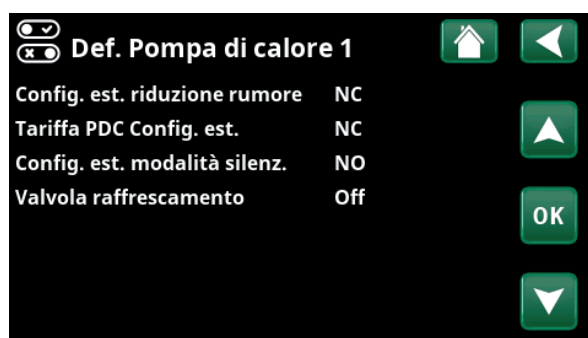 Def. Pompa di calore 1
Config. est. riduzione rumore NC
Tariffa PDC Config. est. NC
Config. est. modalità silenz. NO
Valvola raffrescamento Off
OK